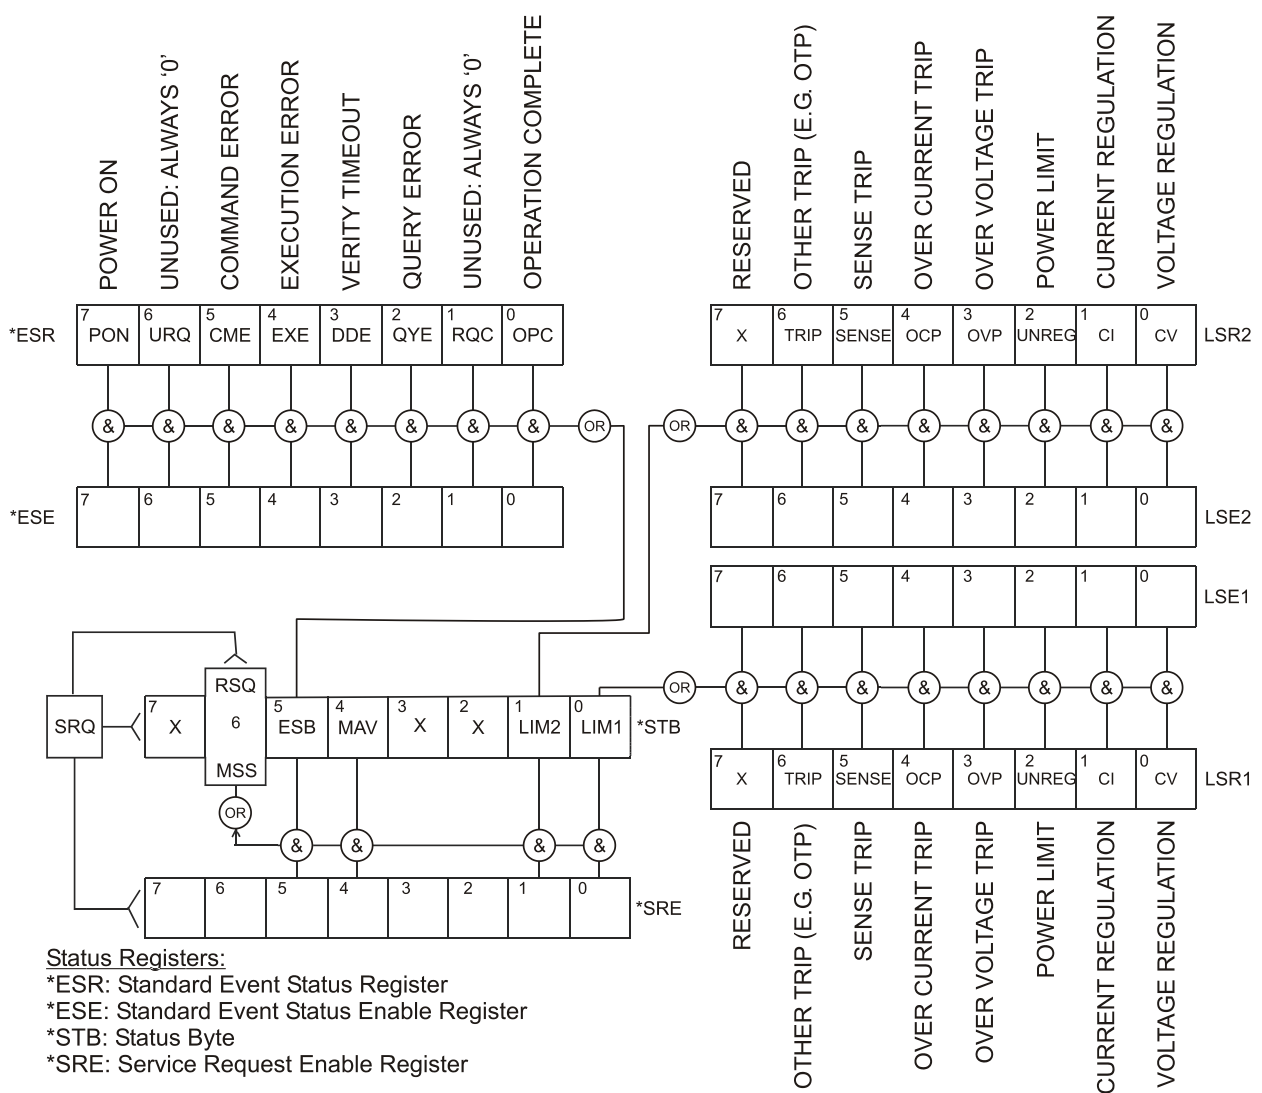 POWER ON
UNUSED: ALWAYS ‘0’
COMMAND ERROR
EXECUTION ERROR
VERITY TIMEOUT
QUERY ERROR
UNUSED: ALWAYS ‘0’
OPERATION COMPLETE
*ESR
7 6 5 4 3 2 1 0
PON URQ CME EXE DDE QYE RQC OPC
& & & & & & & & OR
*ESE
7 6 5 4 3 2 1 0
RESERVED
OTHER TRIP (E.G. OTP)
SENSE TRIP
OVER CURRENT TRIP
OVER VOLTAGE TRIP
POWER LIMIT
CURRENT REGULATION
VOLTAGE REGULATION
7 6 5 4 3 2 1 0
X TRIP SENSE OCP OVP UNREG CI CV
LSR2
OR & & & & & & & &
7 6 5 4 3 2 1 0
LSE2
7 6 5 4 3 2 1 0
LSE1
OR & & & & & & & &
7 6 5 4 3 2 1 0
X TRIP SENSE OCP OVP UNREG CI CV
LSR1
RESERVED
OTHER TRIP (E.G. OTP)
SENSE TRIP
OVER CURRENT TRIP
OVER VOLTAGE TRIP
POWER LIMIT
CURRENT REGULATION
VOLTAGE REGULATION
SRQ
RSQ
7 6 5 4 3 2 1 0
X ESB MAV X X LIM2 LIM1
*STB
MSS
OR
& & & &
7 6 5 4 3 2 1 0
*SRE
Status Registers:
*ESR: Standard Event Status Register
*ESE: Standard Event Status Enable Register
*STB: Status Byte
*SRE: Service Request Enable Register